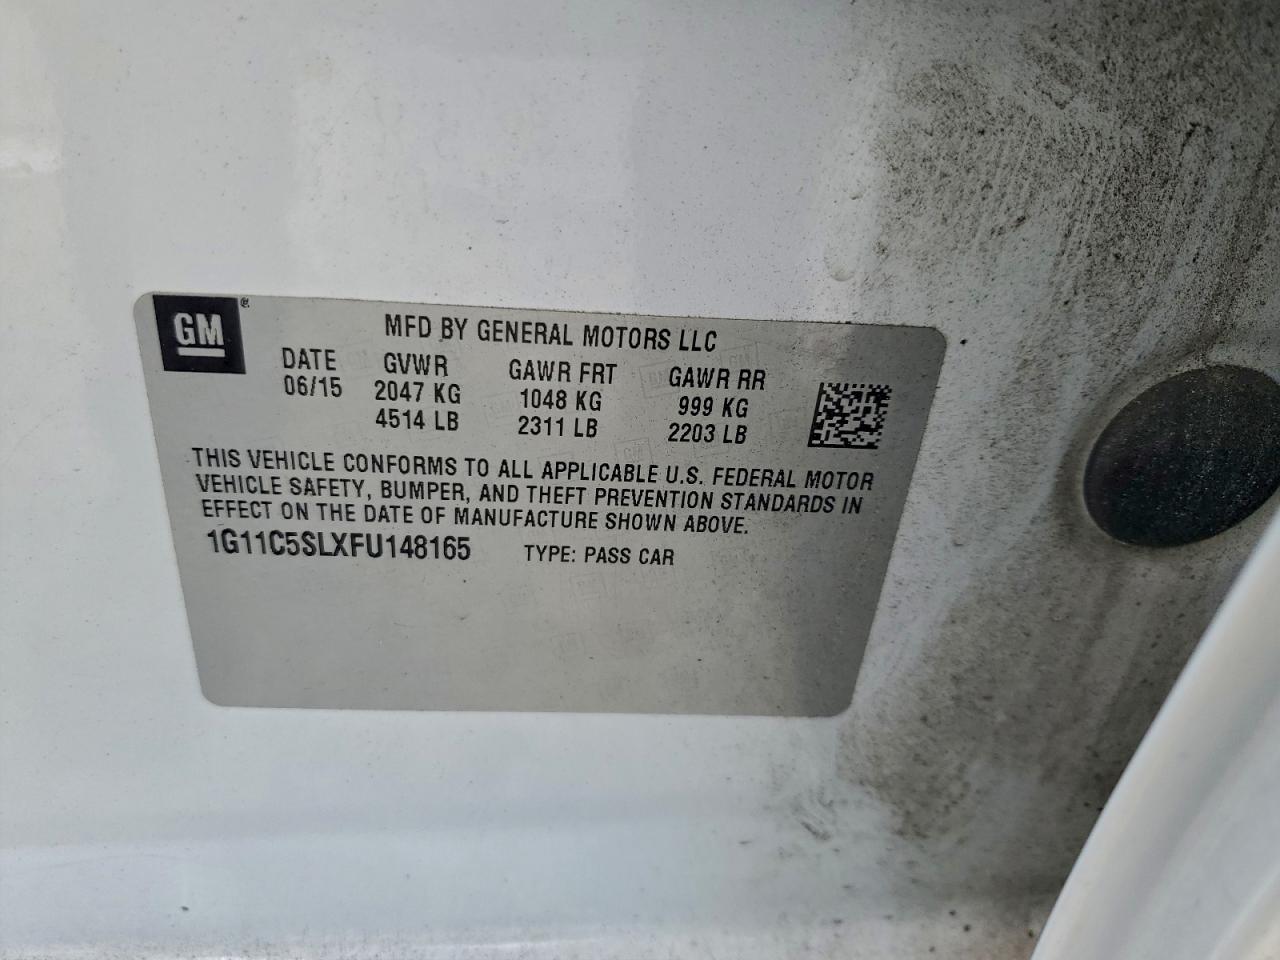 GM
MFD BY GENERAL MOTORS LLC
DATE GVWR GAWR FRT GAWR RR
06/15 2047 KG 1048 KG 999 KG
4514 LB 2311 LB 2203 LB
THIS VEHICLE CONFORMS TO ALL APPLICABLE U.S. FEDERAL MOTOR
VEHICLE SAFETY, BUMPER, AND THEFT PREVENTION STANDARDS IN
EFFECT ON THE DATE OF MANUFACTURE SHOWN ABOVE.
1G11C5SLXFU148165 TYPE: PASS CAR